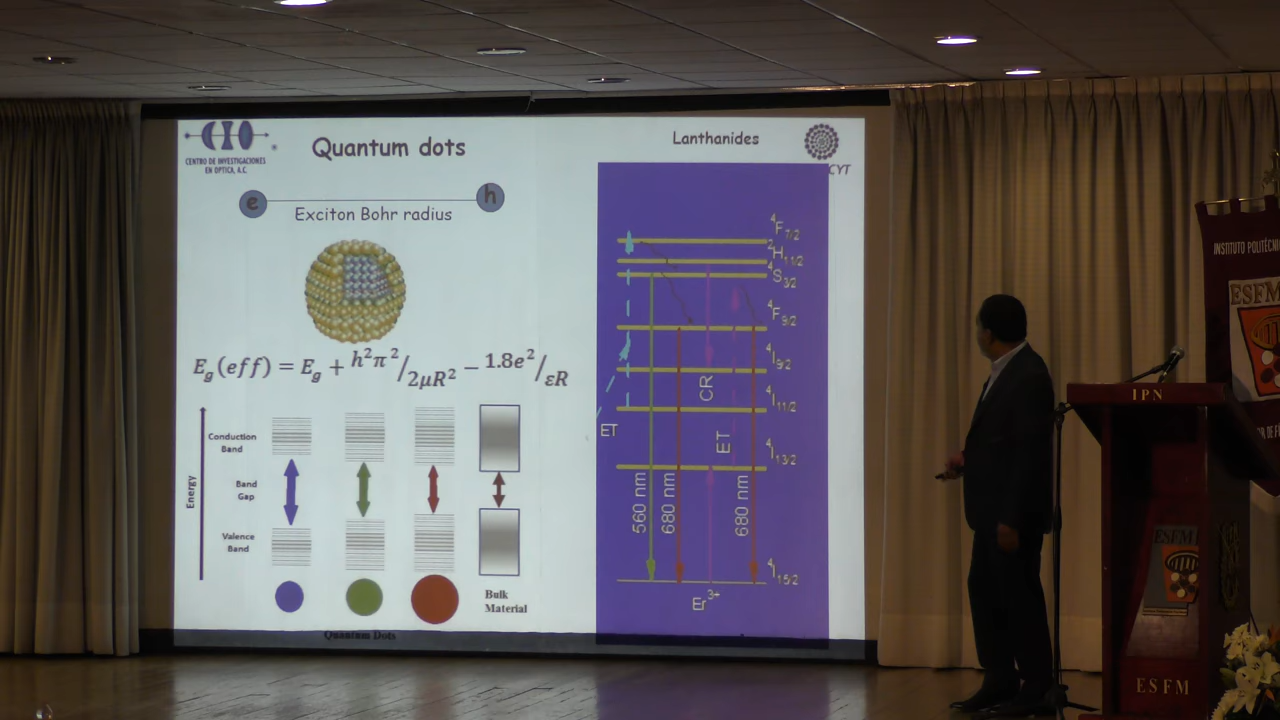 CIO
CENTRO DE INVESTIGACIONES
EN OPTICA, A.C.
Quantum dots
e
h
Exciton Bohr radius
E_g(eff) = E_g + h²π²/2μR² − 1.8e²/εR
Energy
Conduction
Band
Band
Gap
Valence
Band
Bulk
Material
Quantum Dots
Lanthanides
CYT
⁴F₇/₂
²H₁₁/₂
⁴S₃/₂
⁴F₉/₂
⁴I₉/₂
⁴I₁₁/₂
⁴I₁₃/₂
⁴I₁₅/₂
ET
CR
ET
560 nm
680 nm
680 nm
Er³⁺
INSTITUTO
ESFM
IPN
ESFM
ESFM